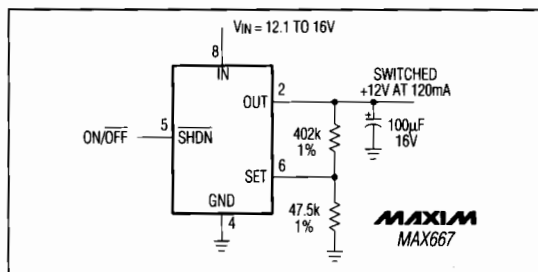 VIN = 12.1 TO 16V
8
IN
OUT
2
SWITCHED
+12V AT 120mA
ON/OFF
5
SHDN
402k
1%
100µF
16V
SET
6
GND
4
47.5k
1%
MAXIM
MAX667